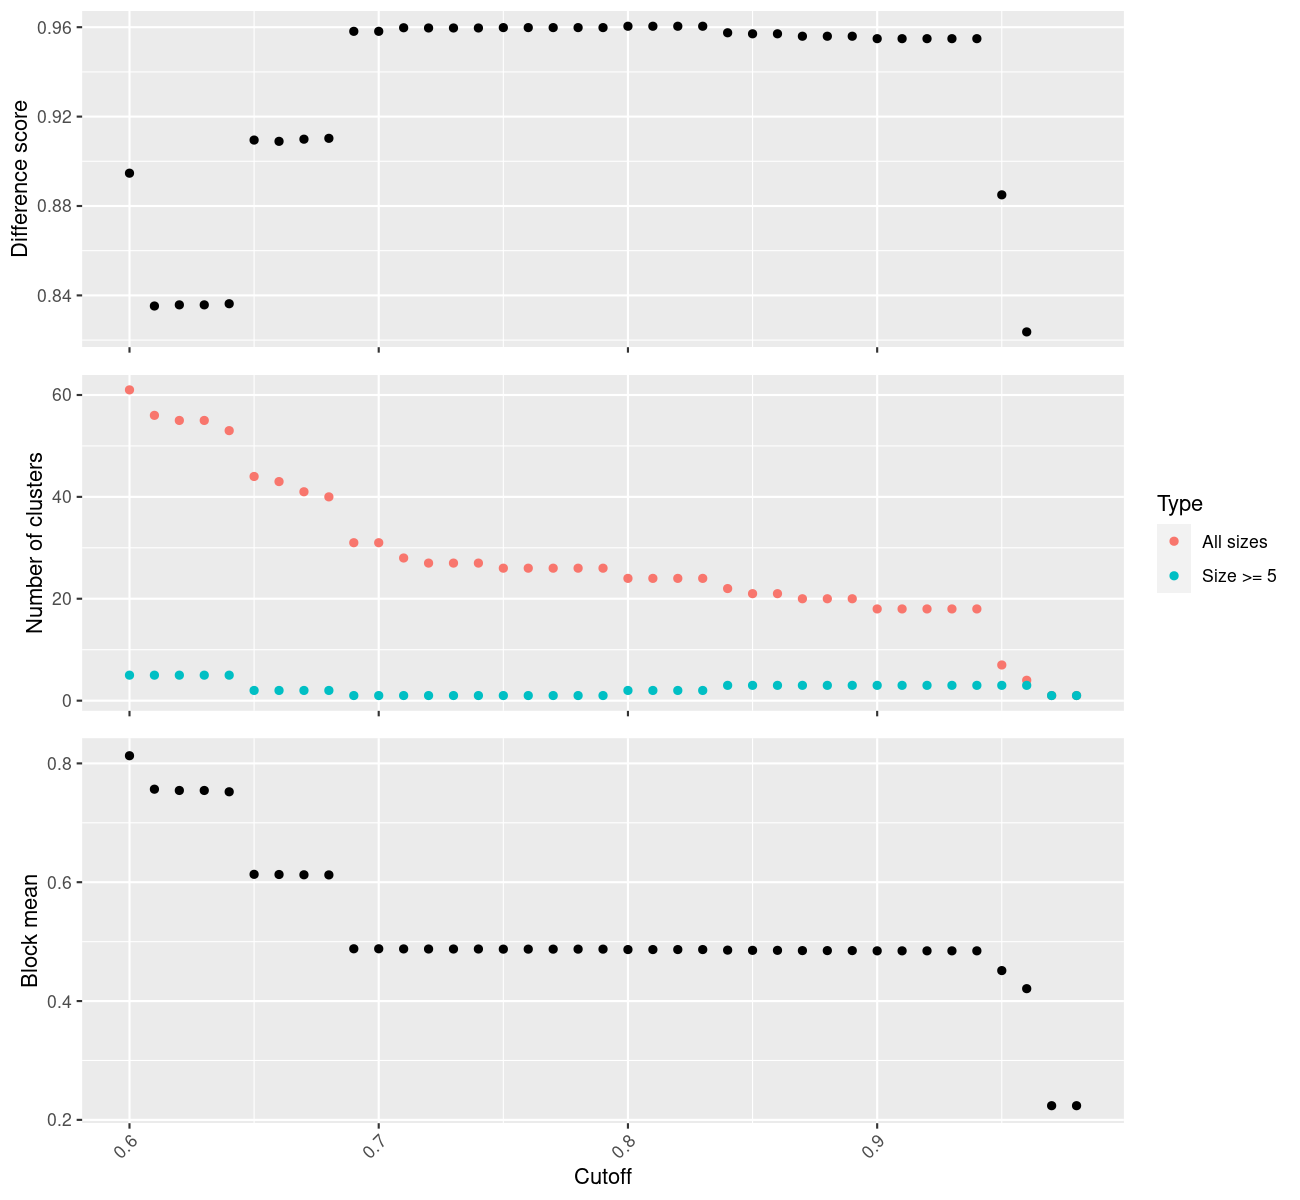 Difference score
0.96
0.92
0.88
0.84
Number of clusters
60
40
20
0
Type
All sizes
Size >= 5
Block mean
0.8
0.6
0.4
0.2
0.6 0.7 0.8 0.9
Cutoff